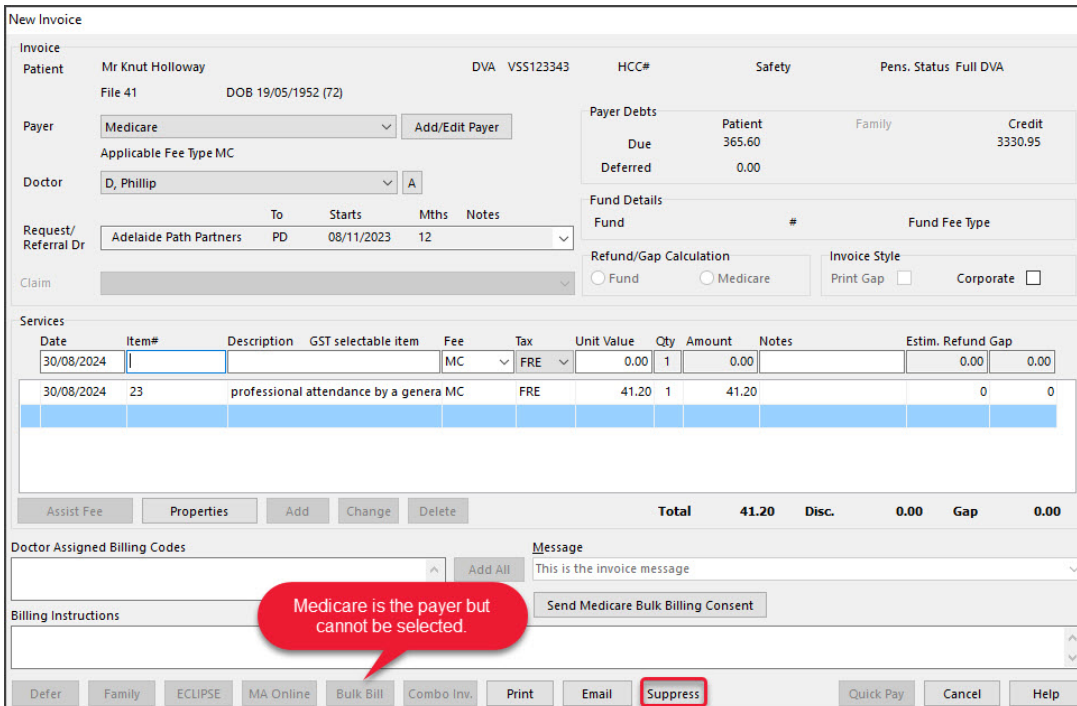 New Invoice
Invoice
Patient Mr Knut Holloway DVA VSS123343 HCC# Safety Pens. Status Full DVA
File 41 DOB 19/05/1952 (72)
Payer Medicare Add/Edit Payer
Applicable Fee Type MC
Payer Debts
Patient Family Credit
Due 365.60 3330.95
Deferred 0.00
Doctor D, Phillip A
Fund Details
Fund # Fund Fee Type
To Starts Mths Notes
Request/
Referral Dr
Adelaide Path Partners PD 08/11/2023 12
Refund/Gap Calculation
Fund Medicare
Invoice Style
Print Gap Corporate
Claim
Services
Date Item# Description GST selectable item Fee Tax Unit Value Qty Amount Notes Estim. Refund Gap
30/08/2024 MC FRE 0.00 1 0.00 0.00 0.00
30/08/2024 23 professional attendance by a genera MC FRE 41.20 1 41.20 0 0
Assist Fee Properties Add Change Delete Total 41.20 Disc. 0.00 Gap 0.00
Doctor Assigned Billing Codes
Add All
Message
This is the invoice message
Send Medicare Bulk Billing Consent
Medicare is the payer but
cannot be selected.
Billing Instructions
Defer Family ECLIPSE MA Online Bulk Bill Combo Inv. Print Email Suppress Quick Pay Cancel Help